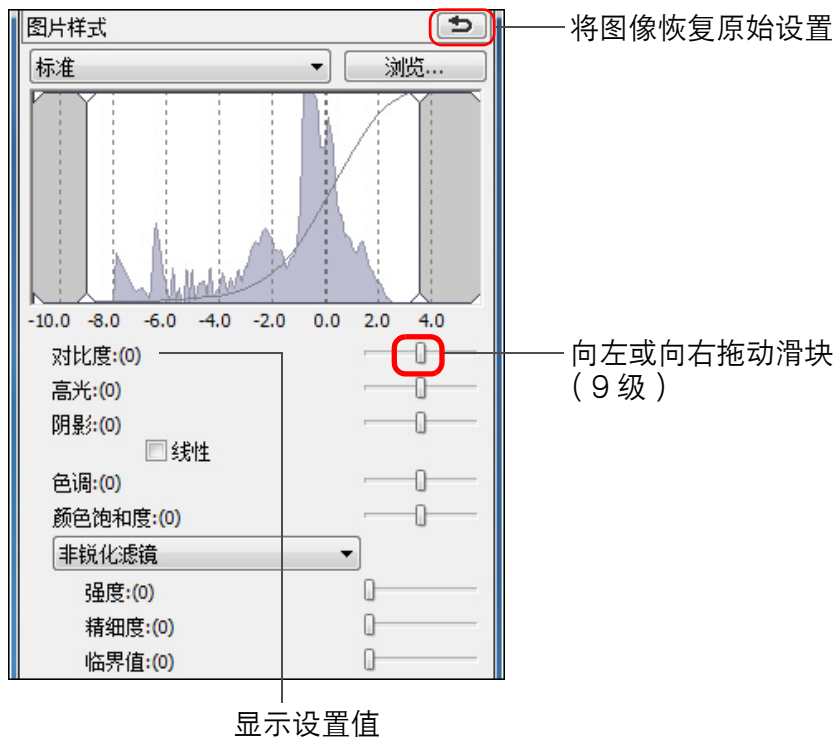 图片样式
将图像恢复原始设置
标准
浏览...
-10.0 -8.0 -6.0 -4.0 -2.0 0.0 2.0 4.0
对比度:(0)
向左或向右拖动滑块
（9级）
高光:(0)
阴影:(0)
线性
色调:(0)
颜色饱和度:(0)
非锐化滤镜
强度:(0)
精细度:(0)
临界值:(0)
显示设置值